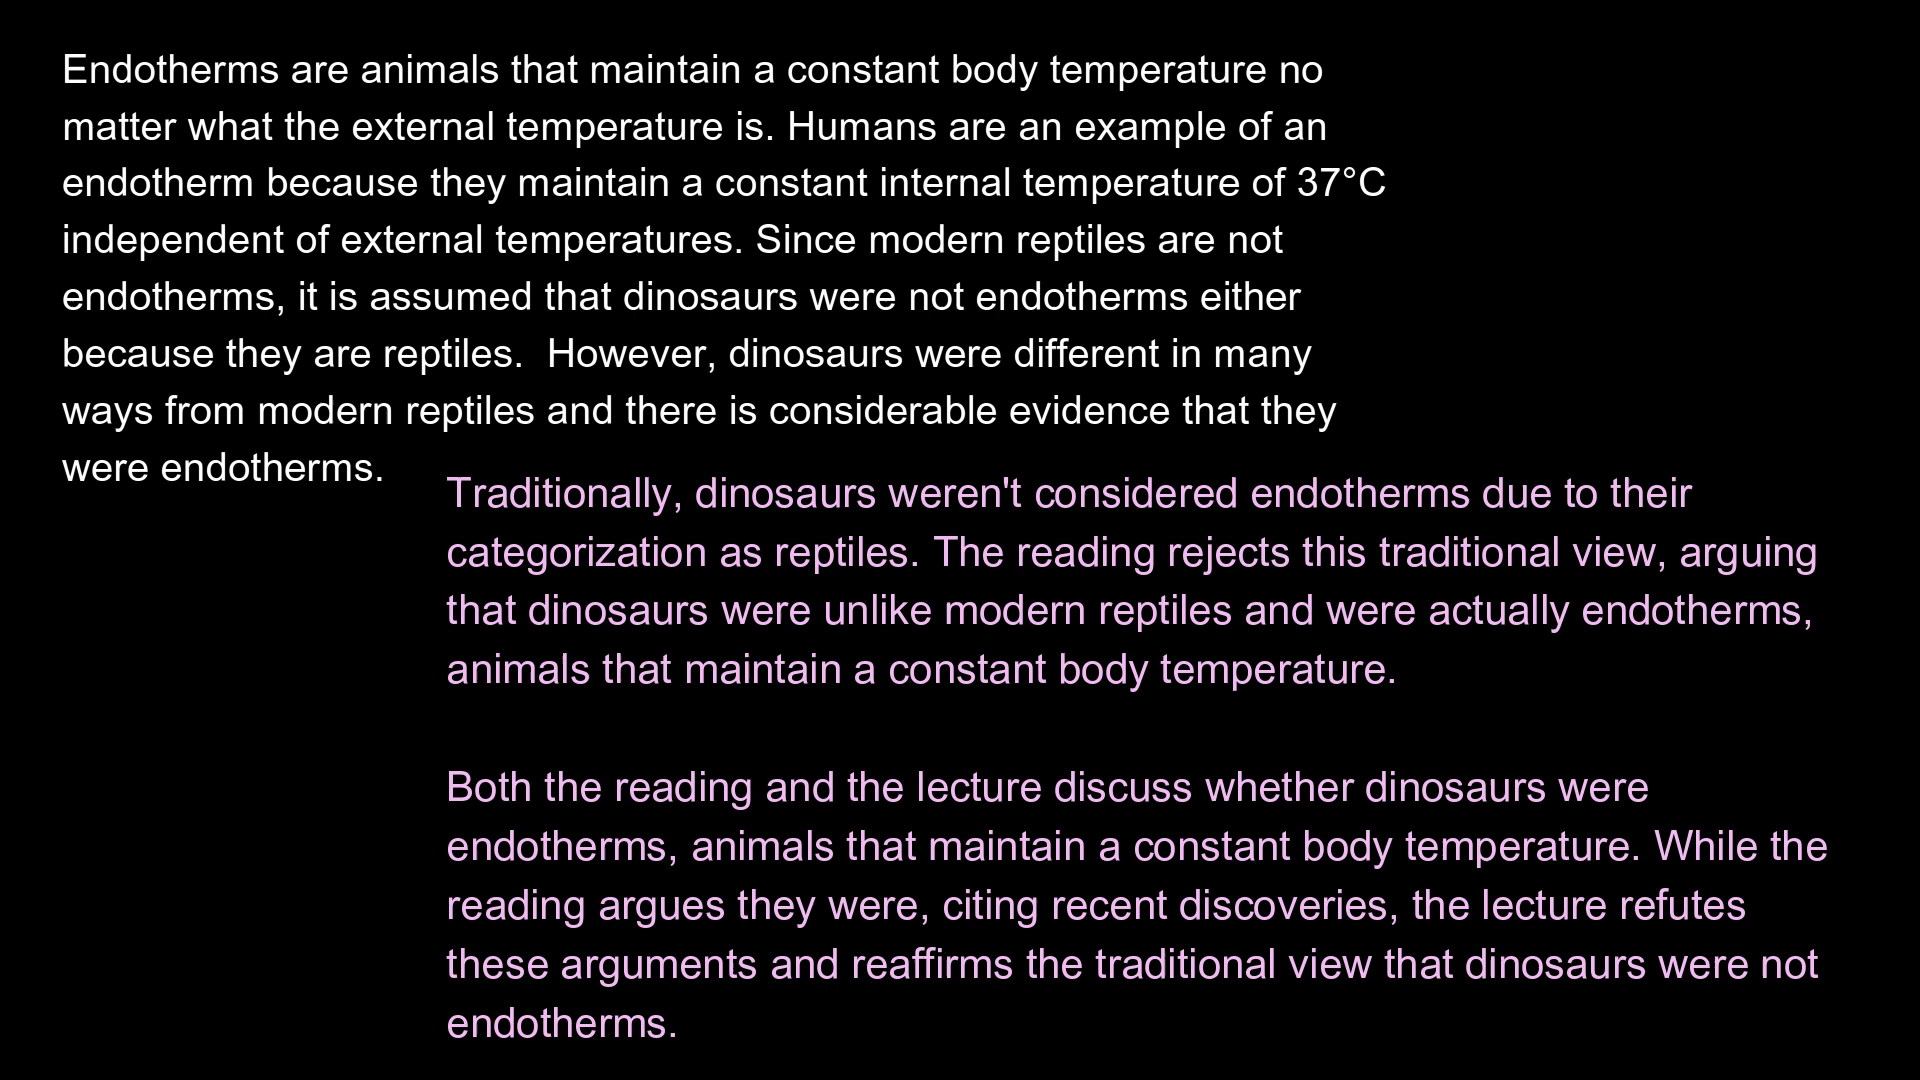 Endotherms are animals that maintain a constant body temperature no
matter what the external temperature is. Humans are an example of an
endotherm because they maintain a constant internal temperature of 37°C
independent of external temperatures. Since modern reptiles are not
endotherms, it is assumed that dinosaurs were not endotherms either
because they are reptiles.  However, dinosaurs were different in many
ways from modern reptiles and there is considerable evidence that they
were endotherms.
Traditionally, dinosaurs weren't considered endotherms due to their
categorization as reptiles. The reading rejects this traditional view, arguing
that dinosaurs were unlike modern reptiles and were actually endotherms,
animals that maintain a constant body temperature.
Both the reading and the lecture discuss whether dinosaurs were
endotherms, animals that maintain a constant body temperature. While the
reading argues they were, citing recent discoveries, the lecture refutes
these arguments and reaffirms the traditional view that dinosaurs were not
endotherms.